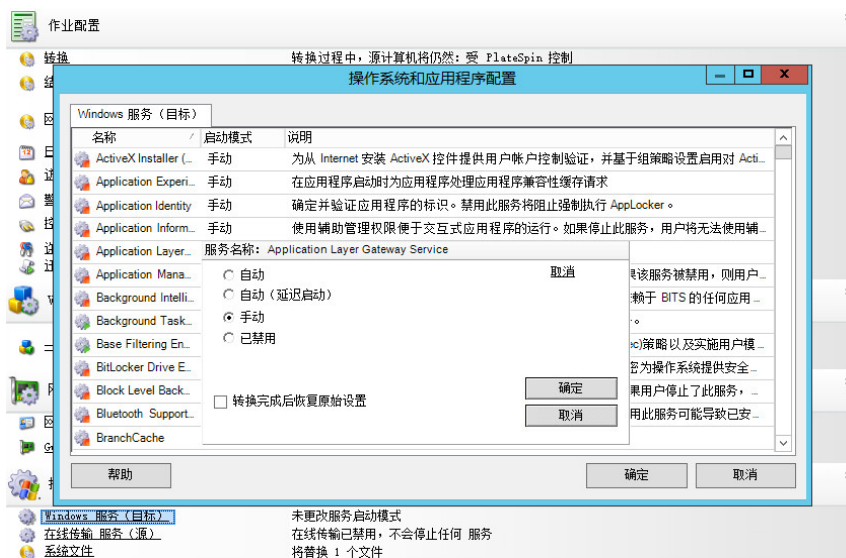 作业配置
转换 转换过程中，源计算机将仍然：受 PlateSpin 控制
操作系统和应用程序配置
Windows 服务（目标）
名称 启动模式 说明
ActiveX Installer (... 手动 为从 Internet 安装 ActiveX 控件提供用户帐户控制验证，并基于组策略设置启用对 Acti...
Application Experi... 手动 在应用程序启动时为应用程序处理应用程序兼容性缓存请求
Application Identity 手动 确定并验证应用程序的标识。禁用此服务将阻止强制执行 AppLocker。
Application Inform... 手动 使用辅助管理权限便于交互式应用程序的运行。如果停止此服务，用户将无法使用辅...
Application Layer...
服务名称： Application Layer Gateway Service
Application Mana... 该服务被禁用，则用户...
Background Intelli... 赖于 BITS 的任何应用...
Background Task...
Base Filtering En... 策略以及实施用户模...
BitLocker Drive E... 为操作系统提供安全...
Block Level Back... 果用户停止了此服务，...
Bluetooth Support... 用此服务可能导致已安...
BranchCache
自动
取消
自动（延迟启动）
手动
已禁用
转换完成后恢复原始设置
确定
取消
帮助
确定
取消
Windows 服务（目标） 未更改服务启动模式
在线传输 服务（源） 在线传输已禁用，不会停止任何 服务
系统文件 将替换 1 个文件